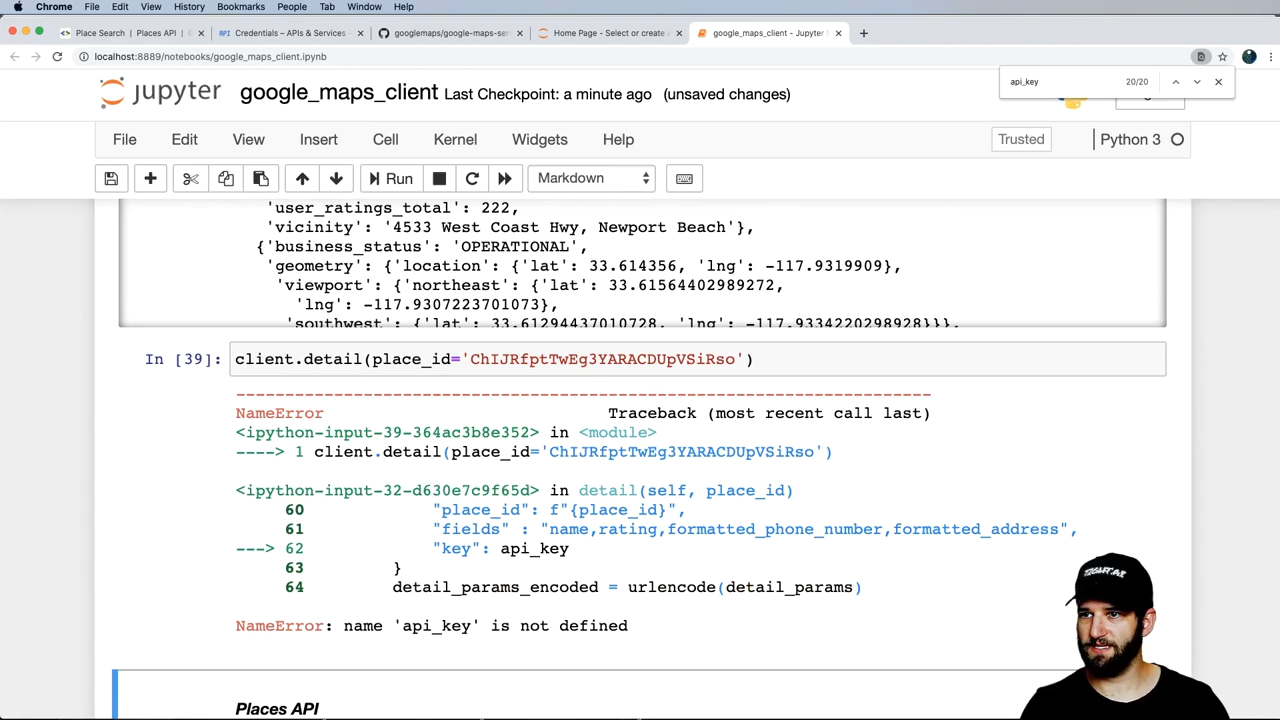 Chrome File Edit View History Bookmarks People Tab Window Help
Place Search | Places API |
Credentials – APIs & Services
googlemaps/google-maps-ser
Home Page - Select or create
google_maps_client - Jupyter
localhost:8889/notebooks/google_maps_client.ipynb
api_key 20/20
jupyter google_maps_client Last Checkpoint: a minute ago (unsaved changes)
File Edit View Insert Cell Kernel Widgets Help Trusted Python 3
Run Markdown
'user_ratings_total': 222,
'vicinity': '4533 West Coast Hwy, Newport Beach'},
{'business_status': 'OPERATIONAL',
'geometry': {'location': {'lat': 33.614356, 'lng': -117.9319909},
'viewport': {'northeast': {'lat': 33.61564402989272,
'lng': -117.9307223701073},
'southwest': {'lat': 33.61294437010728, 'lng': -117.9334220298928}}},
In [39]: client.detail(place_id='ChIJRfptTwEg3YARACDUpVSiRso')
---------------------------------------------------------------------------
NameError Traceback (most recent call last)
<ipython-input-39-364ac3b8e352> in <module>
----> 1 client.detail(place_id='ChIJRfptTwEg3YARACDUpVSiRso')
<ipython-input-32-d630e7c9f65d> in detail(self, place_id)
60 "place_id": f"{place_id}",
61 "fields" : "name,rating,formatted_phone_number,formatted_address",
---> 62 "key": api_key
63 }
64 detail_params_encoded = urlencode(detail_params)
NameError: name 'api_key' is not defined
Places API